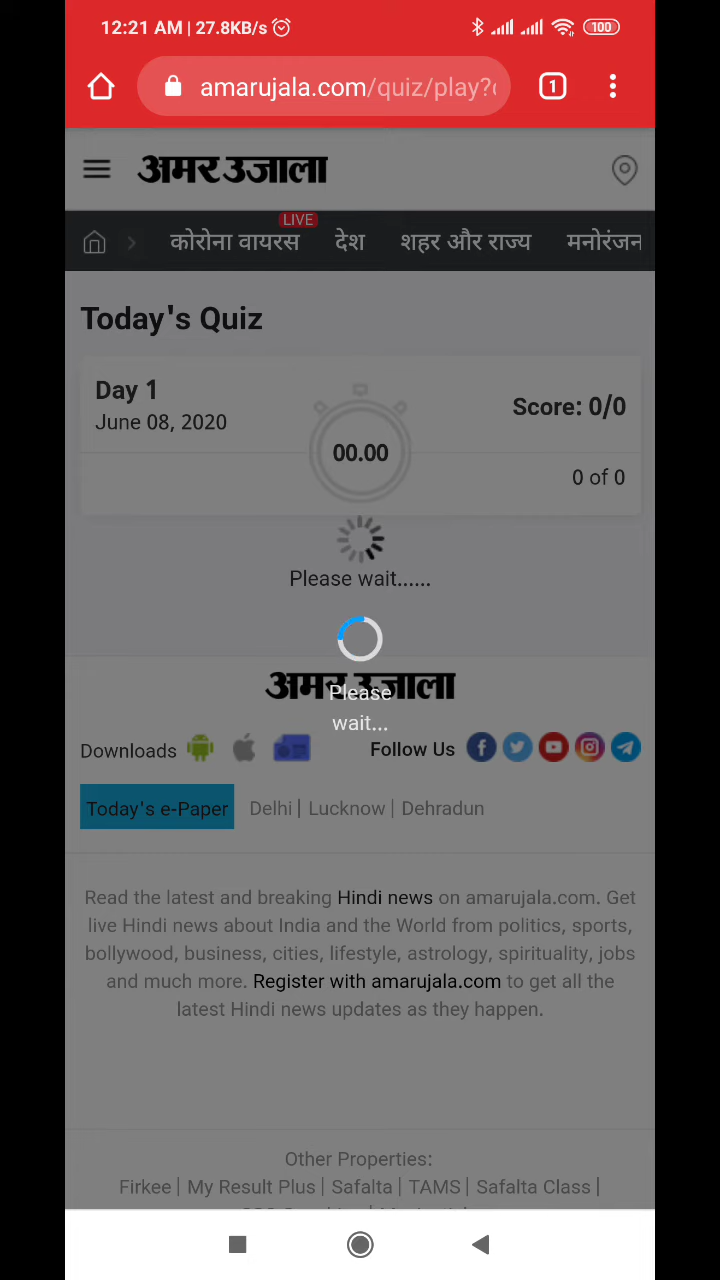 12:21 AM | 27.8KB/s
100
amarujala.com/quiz/play?
1
अमर उजाला
LIVE
कोरोना वायरस देश शहर और राज्य मनोरंजन
Today's Quiz
Day 1
June 08, 2020
00.00
Score: 0/0
0 of 0
Please wait......
अमर उजाला
Please
wait...
Downloads Follow Us
Today's e-Paper Delhi | Lucknow | Dehradun
Read the latest and breaking Hindi news on amarujala.com. Get
live Hindi news about India and the World from politics, sports,
bollywood, business, cities, lifestyle, astrology, spirituality, jobs
and much more. Register with amarujala.com to get all the
latest Hindi news updates as they happen.
Other Properties:
Firkee | My Result Plus | Safalta | TAMS | Safalta Class |